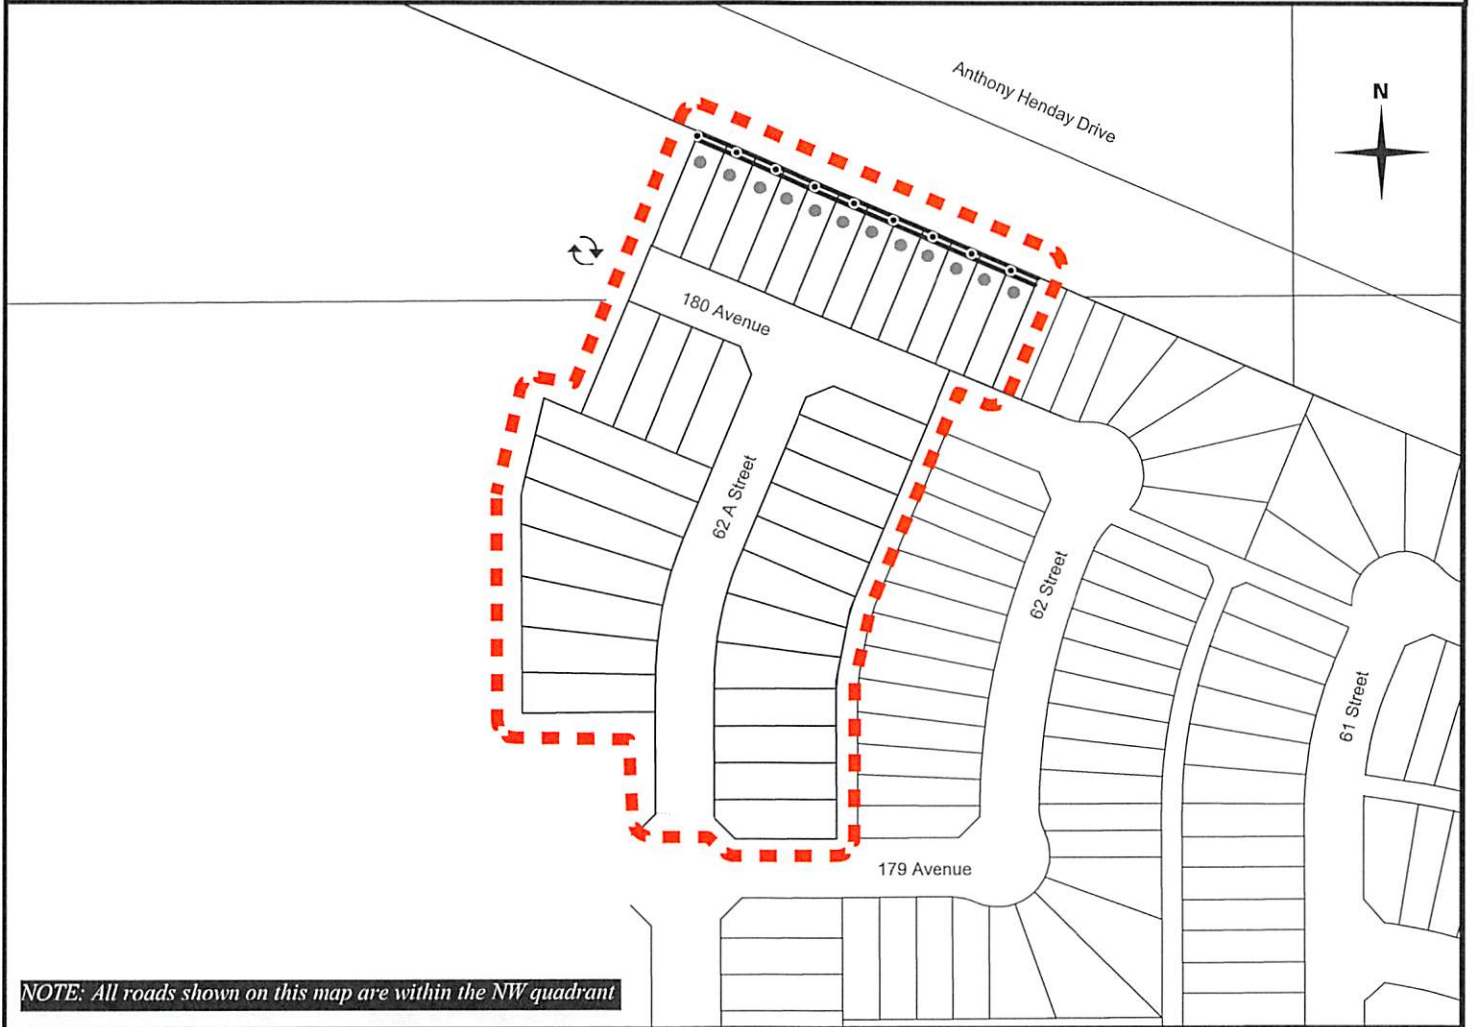 Anthony Henday Drive
N
180 Avenue
62 A Street
62 Street
61 Street
179 Avenue
NOTE: All roads shown on this map are within the NW quadrant